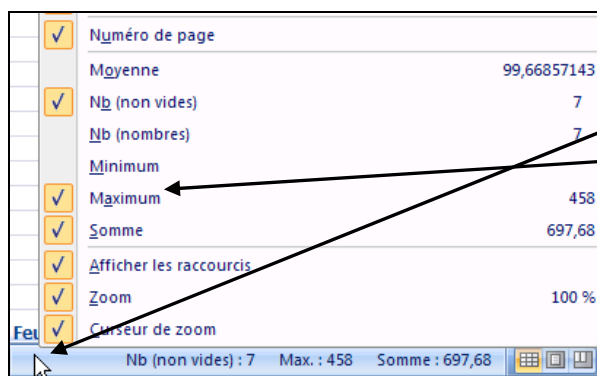 Numéro de page
Moyenne 99,66857143
Nb (non vides) 7
Nb (nombres) 7
Minimum
Maximum 458
Somme 697,68
Afficher les raccourcis
Zoom 100 %
Curseur de zoom
Feu
Nb (non vides) : 7 Max. : 458 Somme : 697,68